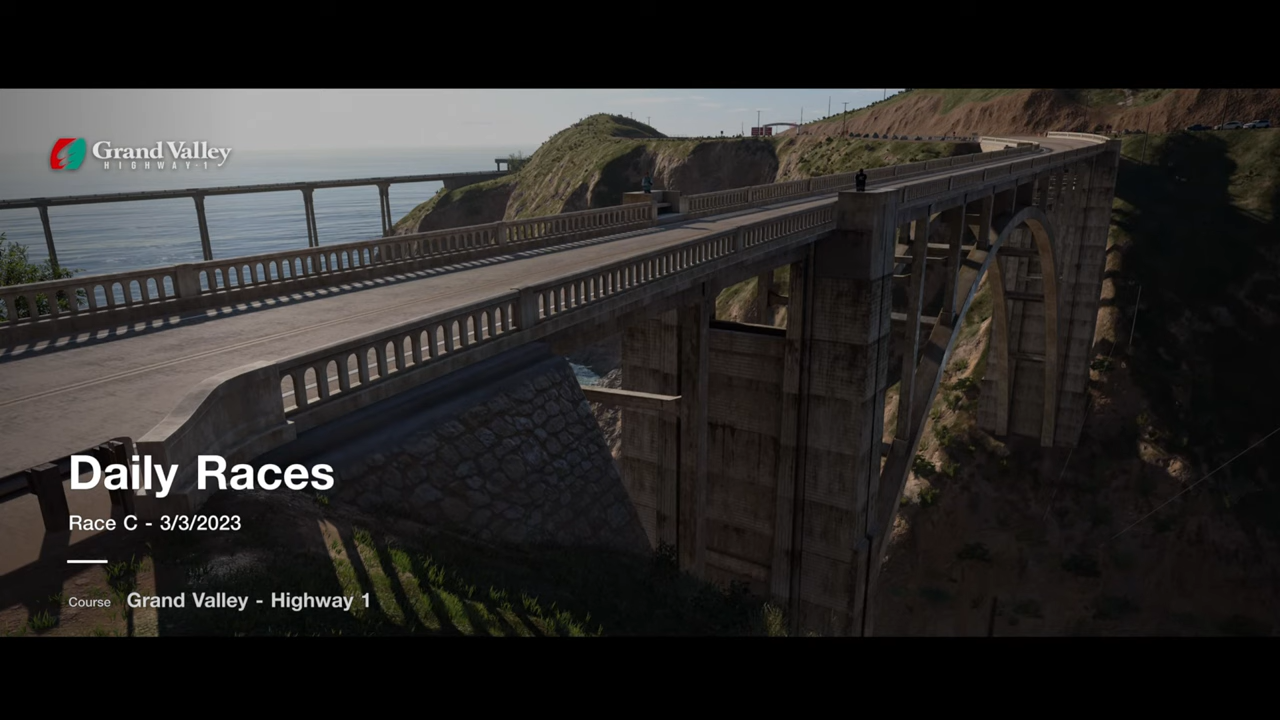 Grand Valley
HIGHWAY·1
Daily Races
Race C - 3/3/2023
Course Grand Valley - Highway 1